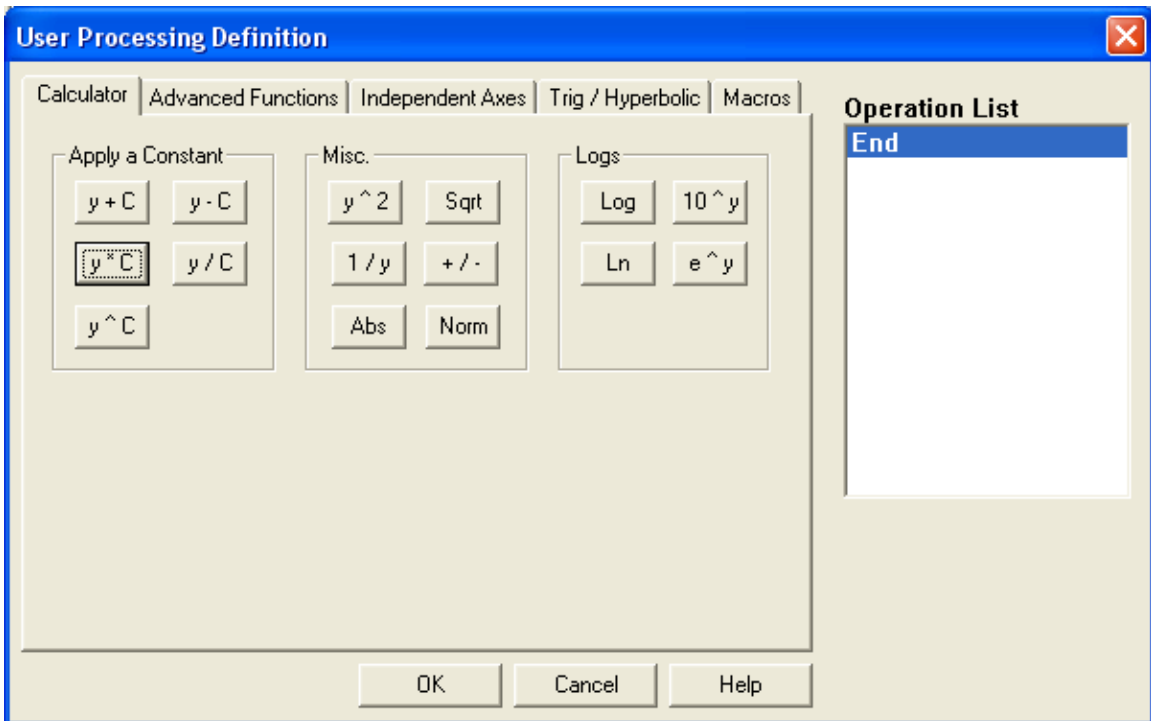 User Processing Definition
Calculator Advanced Functions Independent Axes Trig / Hyperbolic Macros
Operation List
End
Apply a Constant
y + C y - C
y * C y / C
y ^ C
Misc.
y ^ 2 Sqrt
1 / y + / -
Abs Norm
Logs
Log 10 ^ y
Ln e ^ y
OK Cancel Help